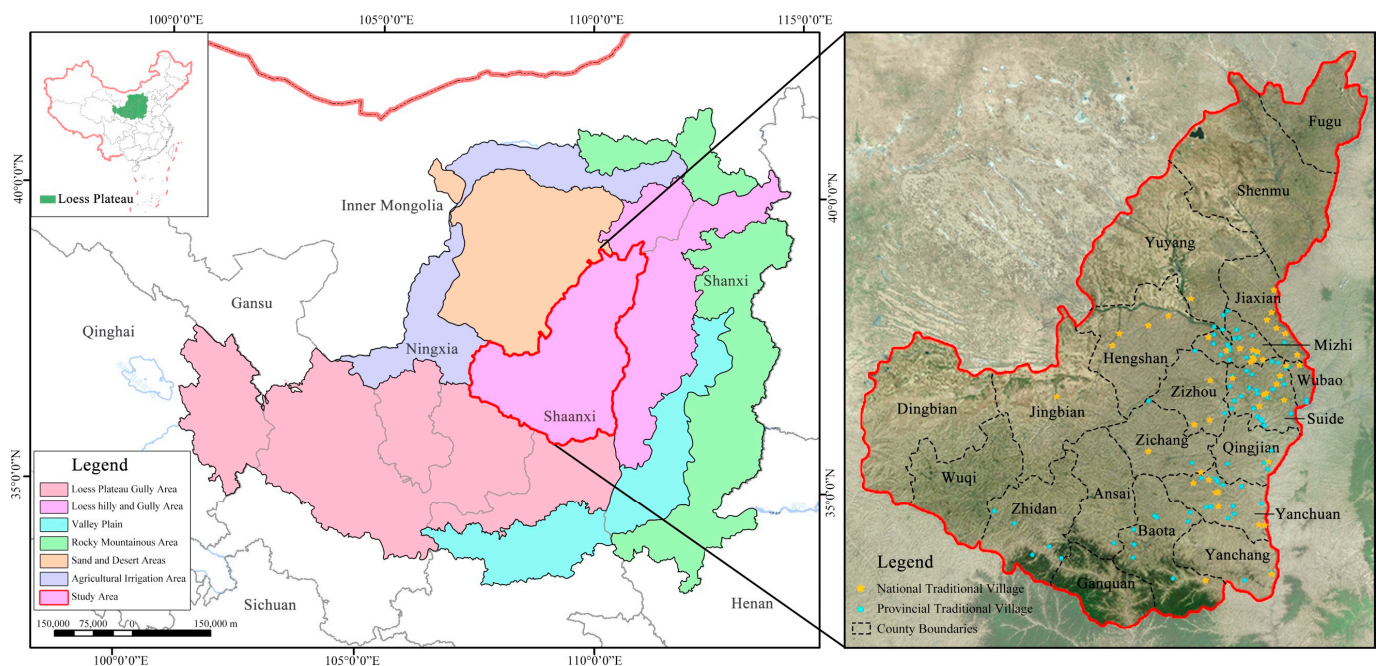 100°0'0"E
105°0'0"E
110°0'0"E
115°0'0"E
Loess Plateau
40°0'0"N
40°0'0"N
35°0'0"N
35°0'0"N
Inner Mongolia
Gansu
Qinghai
Ningxia
Shanxi
Shaanxi
Sichuan
Henan
Legend
Loess Plateau Gully Area
Loess hilly and Gully Area
Valley Plain
Rocky Mountainous Area
Sand and Desert Areas
Agricultural Irrigation Area
Study Area
150,000 75,000 0 150,000 m
100°0'0"E
105°0'0"E
110°0'0"E
Fugu
Shenmu
Yuyang
Jiaxian
Mizhi
Hengshan
Wubao
Zizhou
Dingbian
Jingbian
Suide
Zichang
Qingjian
Wuqi
Ansai
Zhidan
Yanchuan
Baota
Yanchang
Ganquan
Legend
National Traditional Village
Provincial Traditional Village
County Boundaries